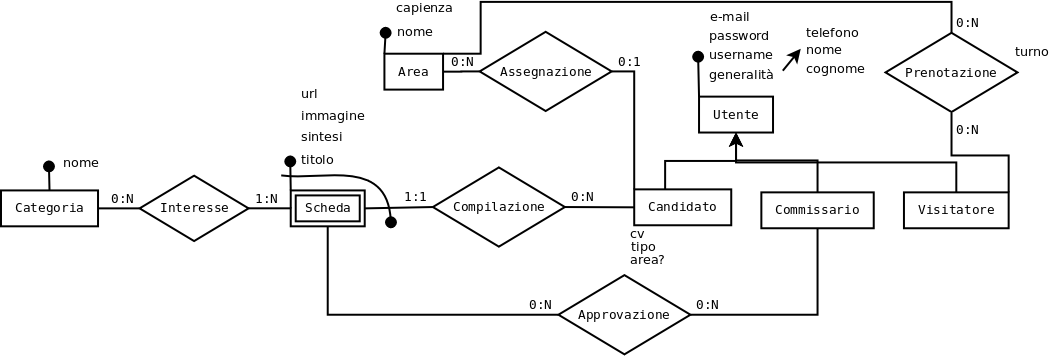 capienza
nome
Area
0:N
Assegnazione
0:1
e-mail
password
username
generalità
telefono
nome
cognome
Utente
0:N
turno
Prenotazione
0:N
url
immagine
sintesi
titolo
nome
Categoria
0:N
Interesse
1:N
Scheda
1:1
Compilazione
0:N
Candidato
cv
tipo
area?
Commissario
Visitatore
0:N
Approvazione
0:N